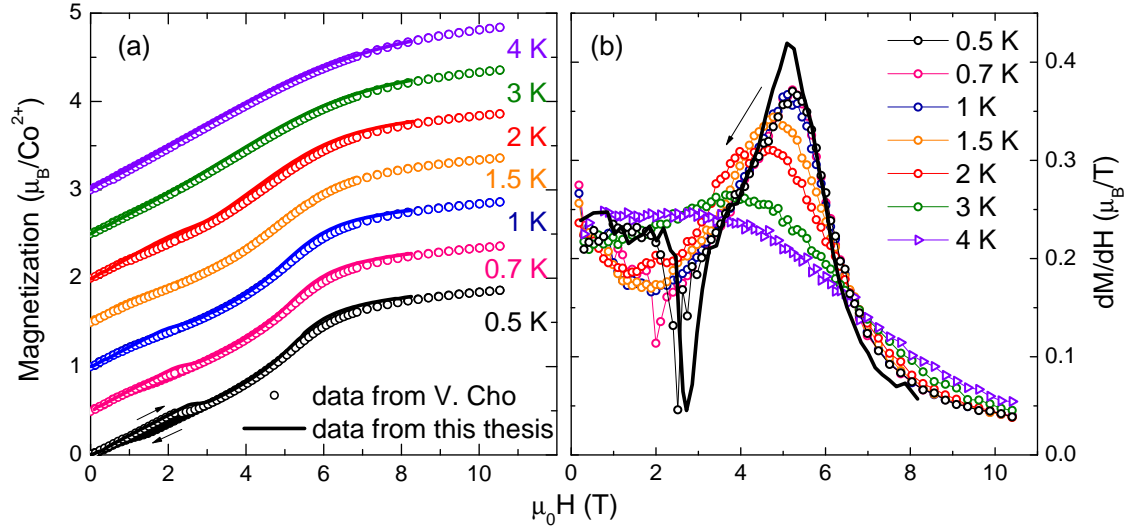 (a)
4 K
3 K
2 K
1.5 K
1 K
0.7 K
0.5 K
data from V. Cho
data from this thesis
Magnetization (μB/Co2+)
5
4
3
2
1
0
0 2 4 6 8 10
(b)
0.5 K
0.7 K
1 K
1.5 K
2 K
3 K
4 K
0.4
0.3
0.2
0.1
0.0
dM/dH (μB/T)
0 2 4 6 8 10
μ0H (T)